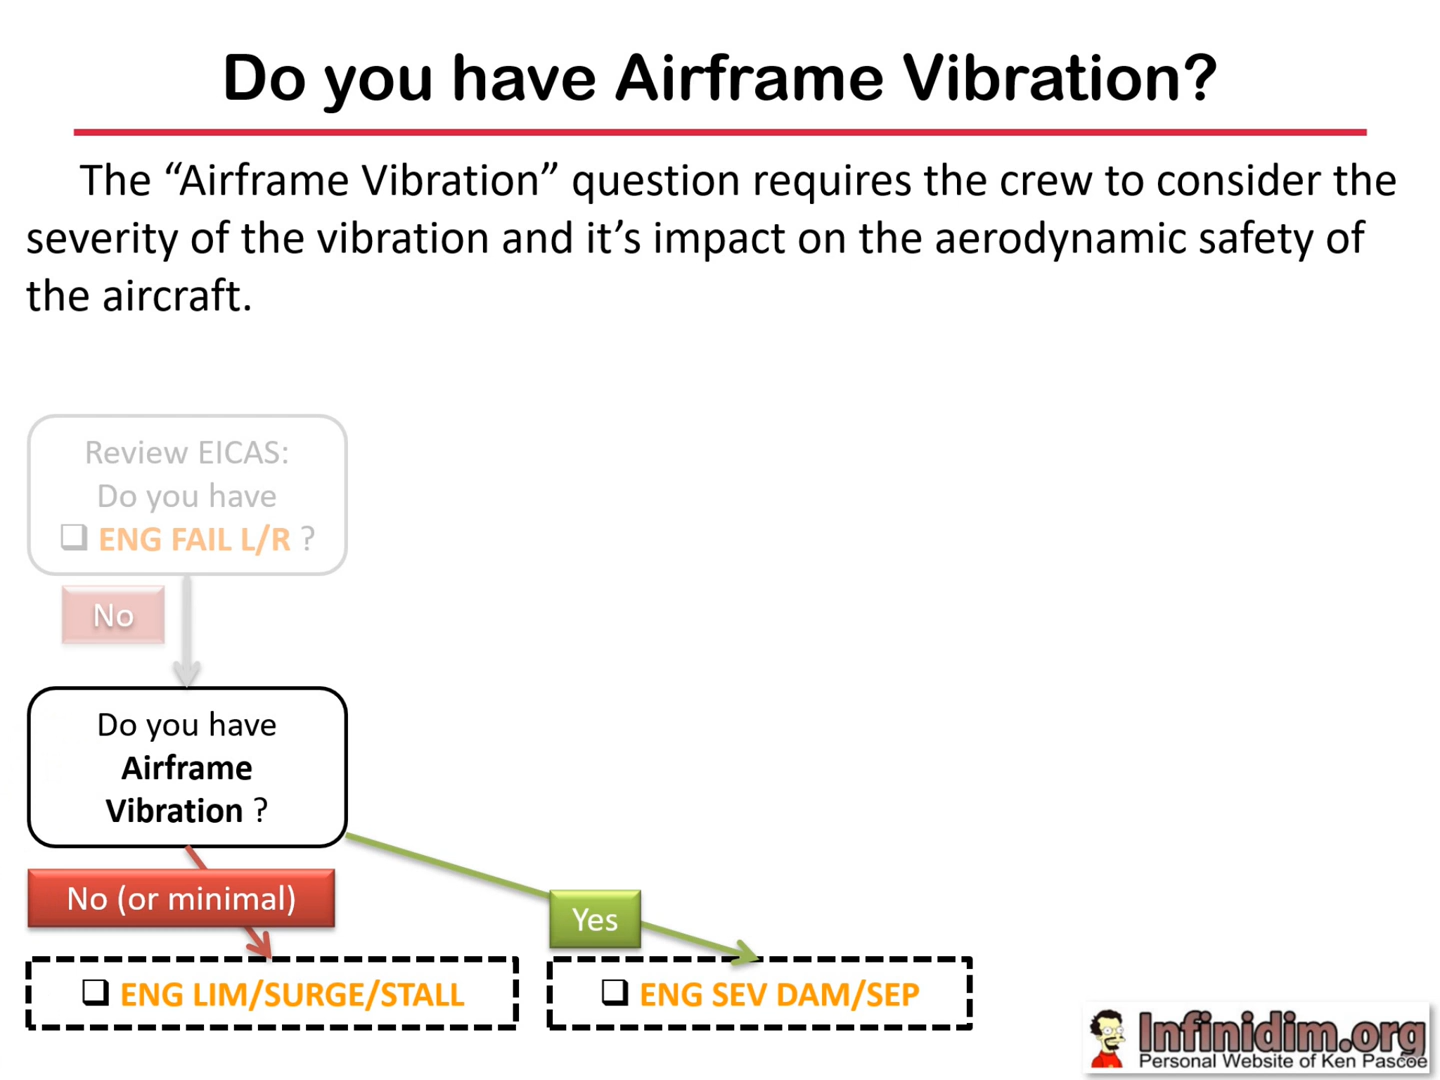 Do you have Airframe Vibration?
The “Airframe Vibration” question requires the crew to consider the
severity of the vibration and it’s impact on the aerodynamic safety of
the aircraft.
Review EICAS:
Do you have
❑ ENG FAIL L/R ?
No
Do you have
Airframe
Vibration ?
No (or minimal)
Yes
❑ ENG LIM/SURGE/STALL
❑ ENG SEV DAM/SEP
Infinidim.org
Personal Website of Ken Pascoe